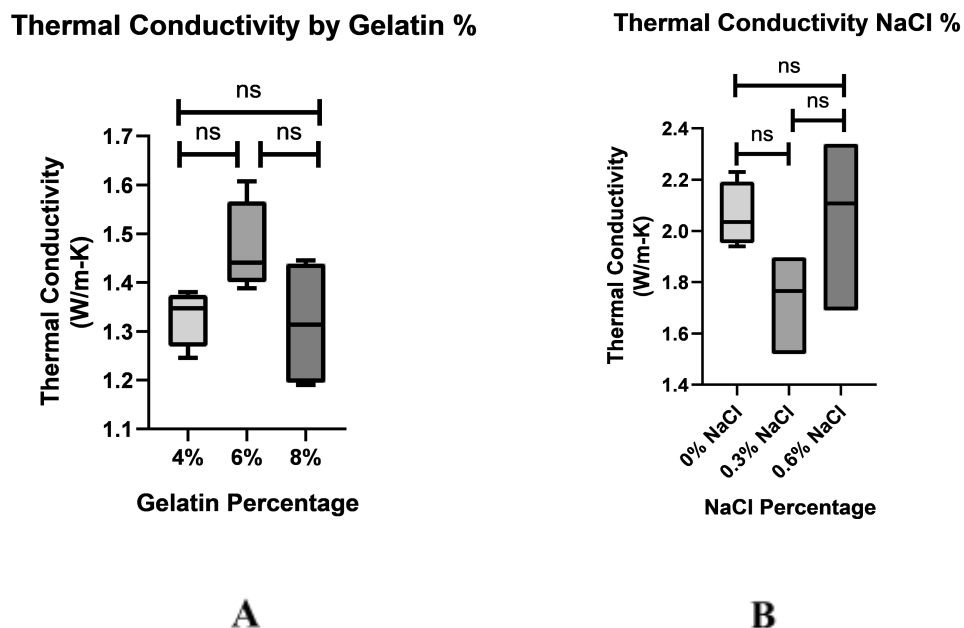 Thermal Conductivity by Gelatin %
ns
ns
ns
1.7
1.6
1.5
1.4
1.3
1.2
1.1
Thermal Conductivity
(W/m-K)
4%
6%
8%
Gelatin Percentage
A
Thermal Conductivity NaCl %
ns
ns
ns
2.4
2.2
2.0
1.8
1.6
1.4
Thermal Conductivity
(W/m-K)
0% NaCl
0.3% NaCl
0.6% NaCl
NaCl Percentage
B